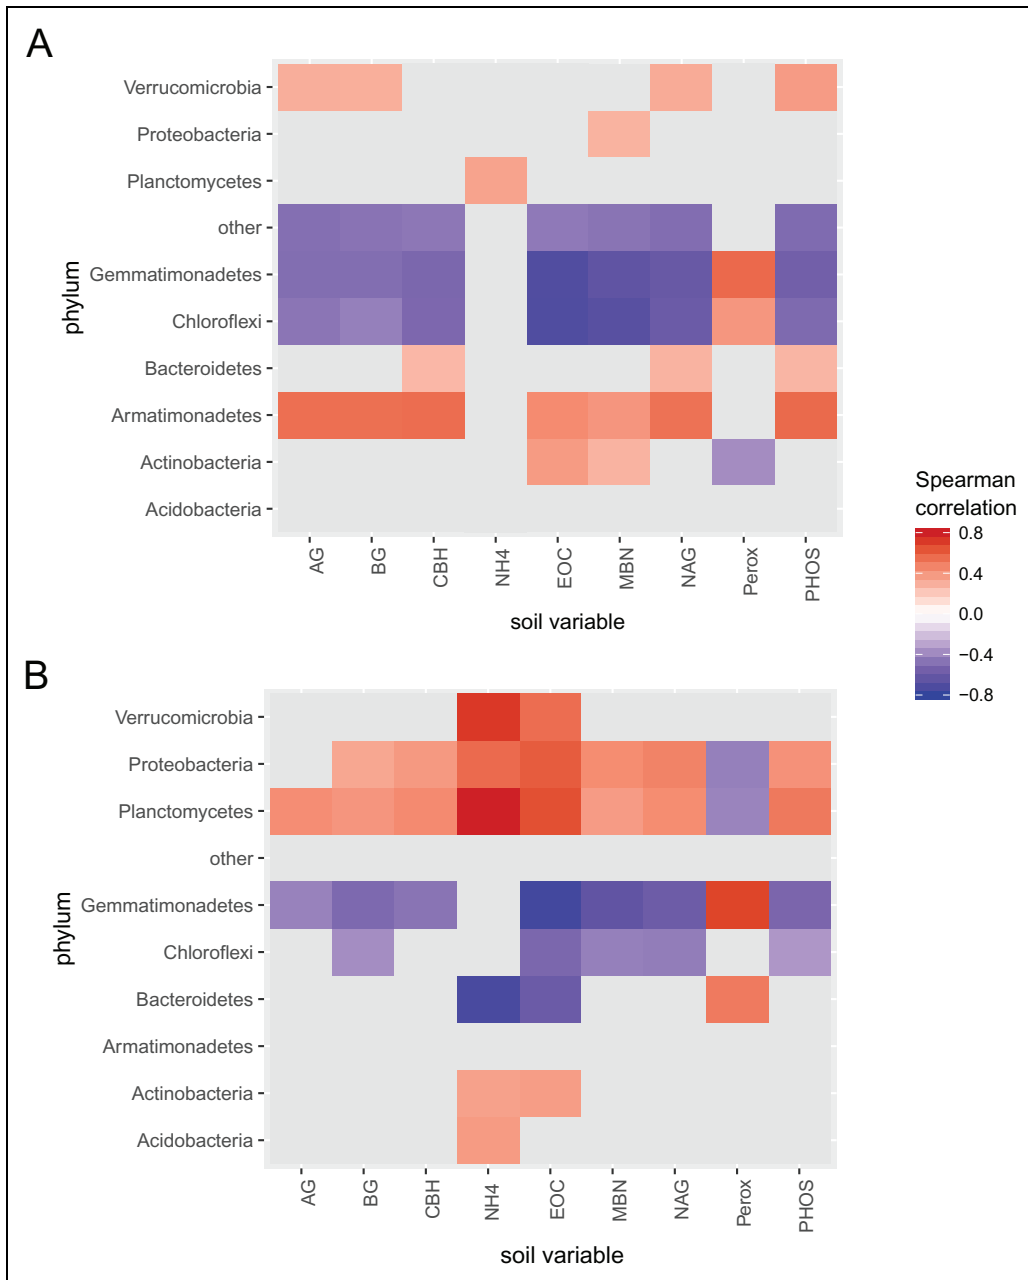 A
Verrucomicrobia
Proteobacteria
Planctomycetes
other
Gemmatimonadetes
Chloroflexi
Bacteroidetes
Armatimonadetes
Actinobacteria
Acidobacteria
phylum
AG
BG
CBH
NH4
EOC
MBN
NAG
Perox
PHOS
soil variable
Spearman
correlation
0.8
0.4
0.0
−0.4
−0.8
B
Verrucomicrobia
Proteobacteria
Planctomycetes
other
Gemmatimonadetes
Chloroflexi
Bacteroidetes
Armatimonadetes
Actinobacteria
Acidobacteria
phylum
AG
BG
CBH
NH4
EOC
MBN
NAG
Perox
PHOS
soil variable